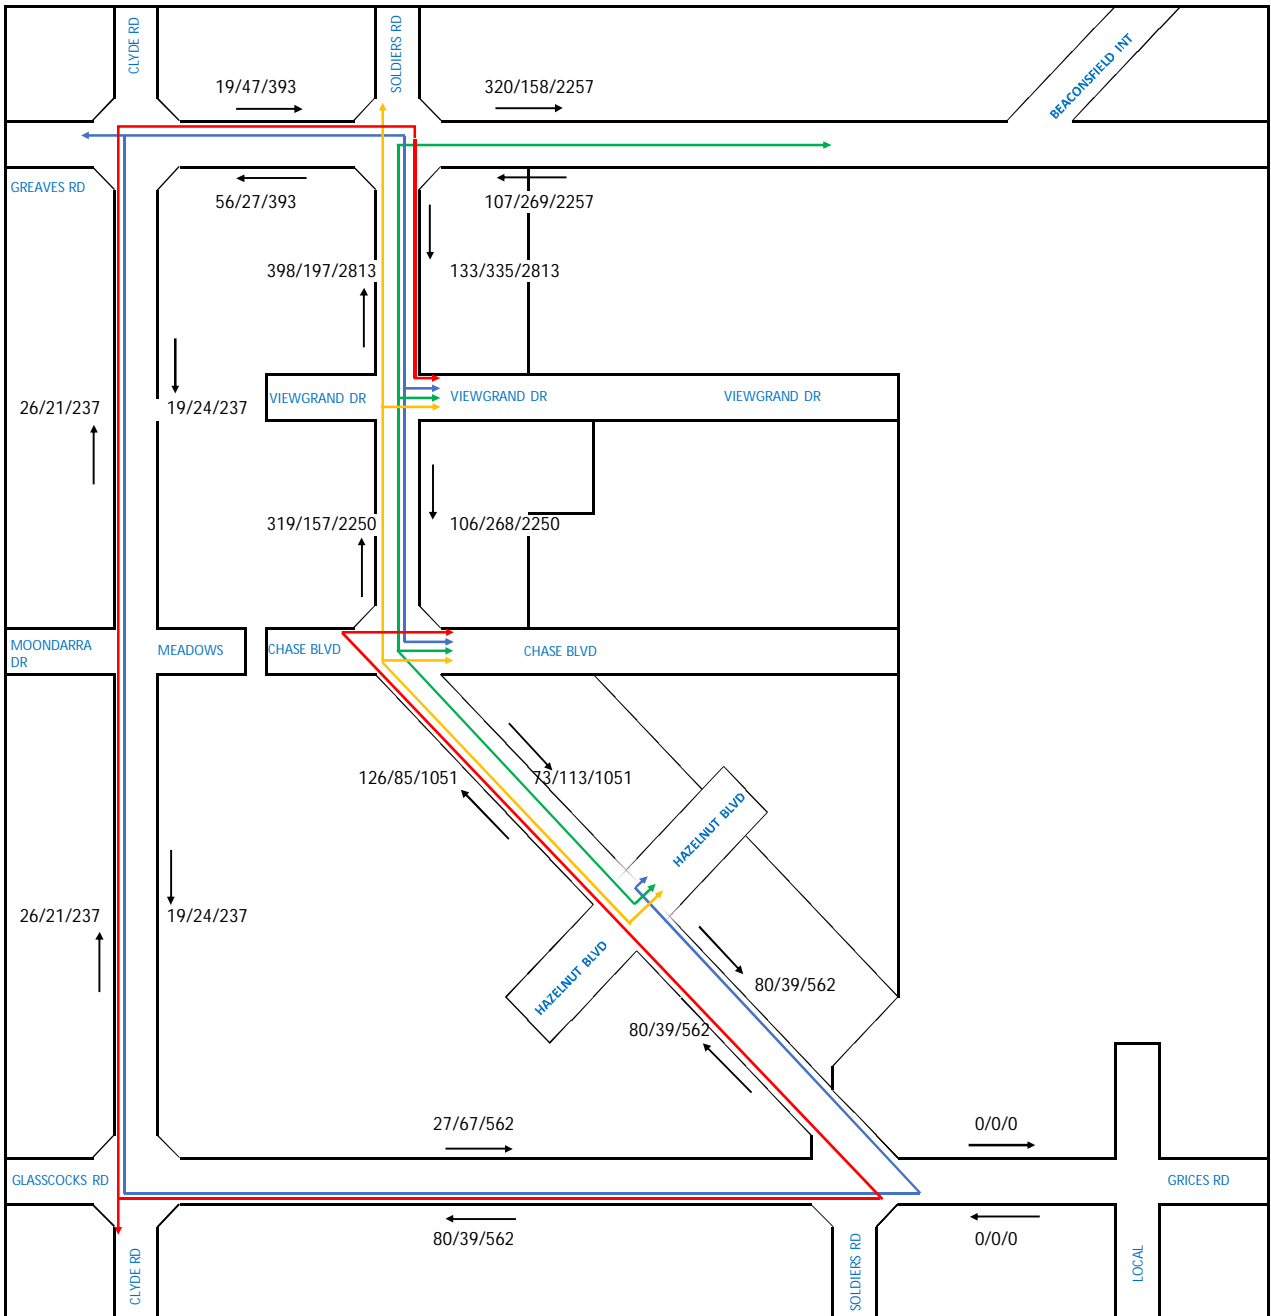 CLYDE RD
SOLDIERS RD
BEACONSFIELD INT
19/47/393
320/158/2257
GREAVES RD
56/27/393
107/269/2257
398/197/2813
133/335/2813
26/21/237
19/24/237
VIEWGRAND DR
VIEWGRAND DR
VIEWGRAND DR
319/157/2250
106/268/2250
MOONDARRA
DR
MEADOWS
CHASE BLVD
CHASE BLVD
126/85/1051
73/113/1051
HAZELNUT BLVD
26/21/237
19/24/237
HAZELNUT BLVD
80/39/562
80/39/562
27/67/562
0/0/0
GLASSCOCKS RD
GRICES RD
80/39/562
0/0/0
CLYDE RD
SOLDIERS RD
LOCAL